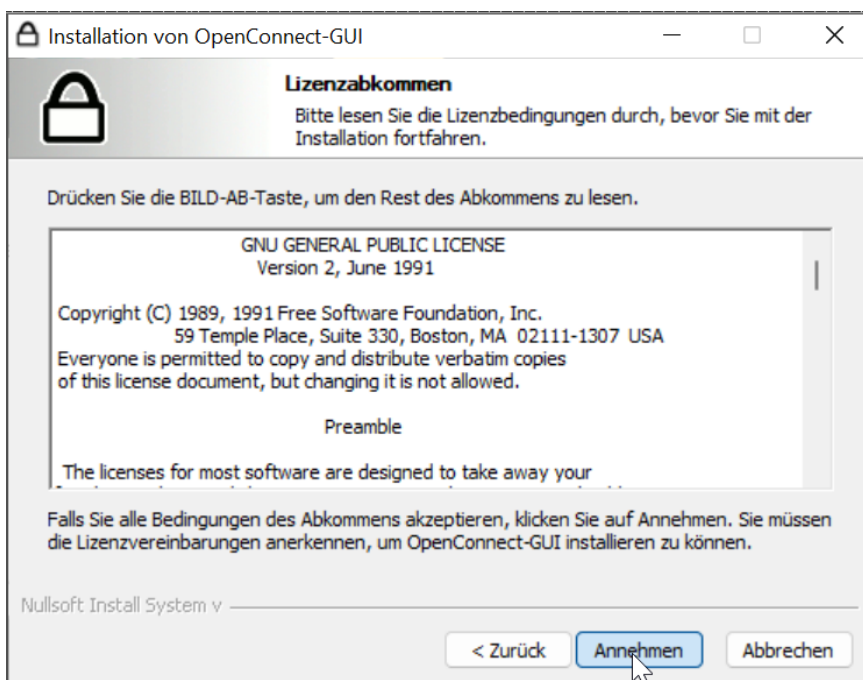 Installation von OpenConnect-GUI
Lizenzabkommen
Bitte lesen Sie die Lizenzbedingungen durch, bevor Sie mit der
Installation fortfahren.
Drücken Sie die BILD-AB-Taste, um den Rest des Abkommens zu lesen.
GNU GENERAL PUBLIC LICENSE
Version 2, June 1991
Copyright (C) 1989, 1991 Free Software Foundation, Inc.
59 Temple Place, Suite 330, Boston, MA 02111-1307 USA
Everyone is permitted to copy and distribute verbatim copies
of this license document, but changing it is not allowed.
Preamble
The licenses for most software are designed to take away your
Falls Sie alle Bedingungen des Abkommens akzeptieren, klicken Sie auf Annehmen. Sie müssen
die Lizenzvereinbarungen anerkennen, um OpenConnect-GUI installieren zu können.
Nullsoft Install System v
< Zurück Annehmen Abbrechen